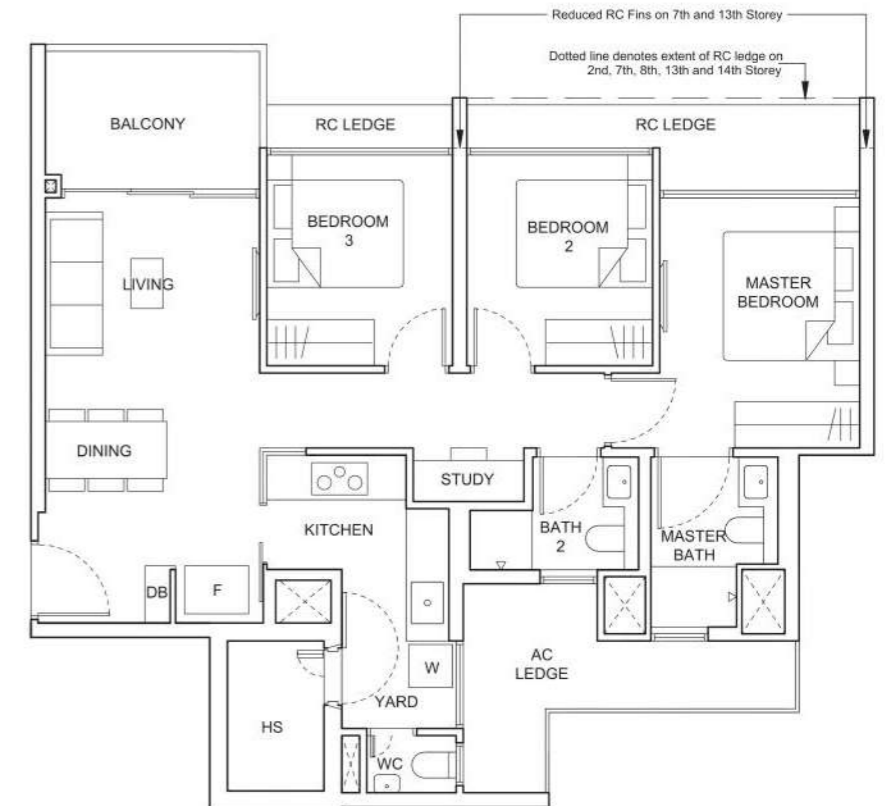 Reduced RC Fins on 7th and 13th Storey
Dotted line denotes extent of RC ledge on
2nd, 7th, 8th, 13th and 14th Storey
BALCONY
RC LEDGE
RC LEDGE
BEDROOM
3
BEDROOM
2
LIVING
MASTER
BEDROOM
DINING
STUDY
KITCHEN
BATH
2
MASTER
BATH
DB
F
AC
LEDGE
W
YARD
HS
WC